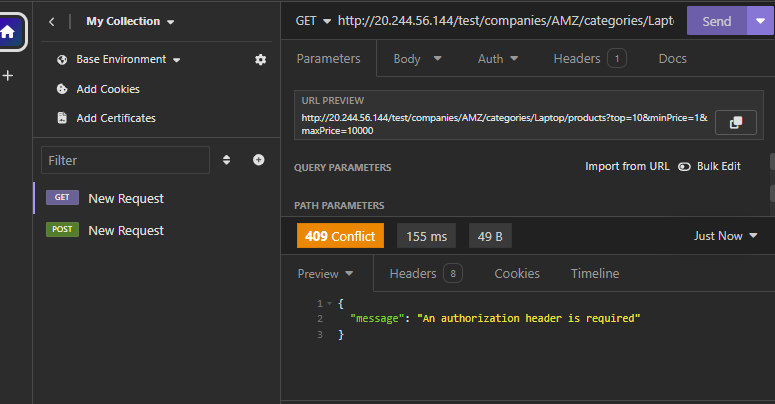 My Collection
Base Environment
Add Cookies
Add Certificates
Filter
GET New Request
POST New Request
GET http://20.244.56.144/test/companies/AMZ/categories/Lapt Send
Parameters Body Auth Headers 1 Docs
URL PREVIEW
http://20.244.56.144/test/companies/AMZ/categories/Laptop/products?top=10&minPrice=1&
maxPrice=10000
QUERY PARAMETERS Import from URL Bulk Edit
PATH PARAMETERS
409 Conflict 155 ms 49 B Just Now
Preview Headers 8 Cookies Timeline
1 {
2 "message": "An authorization header is required"
3 }